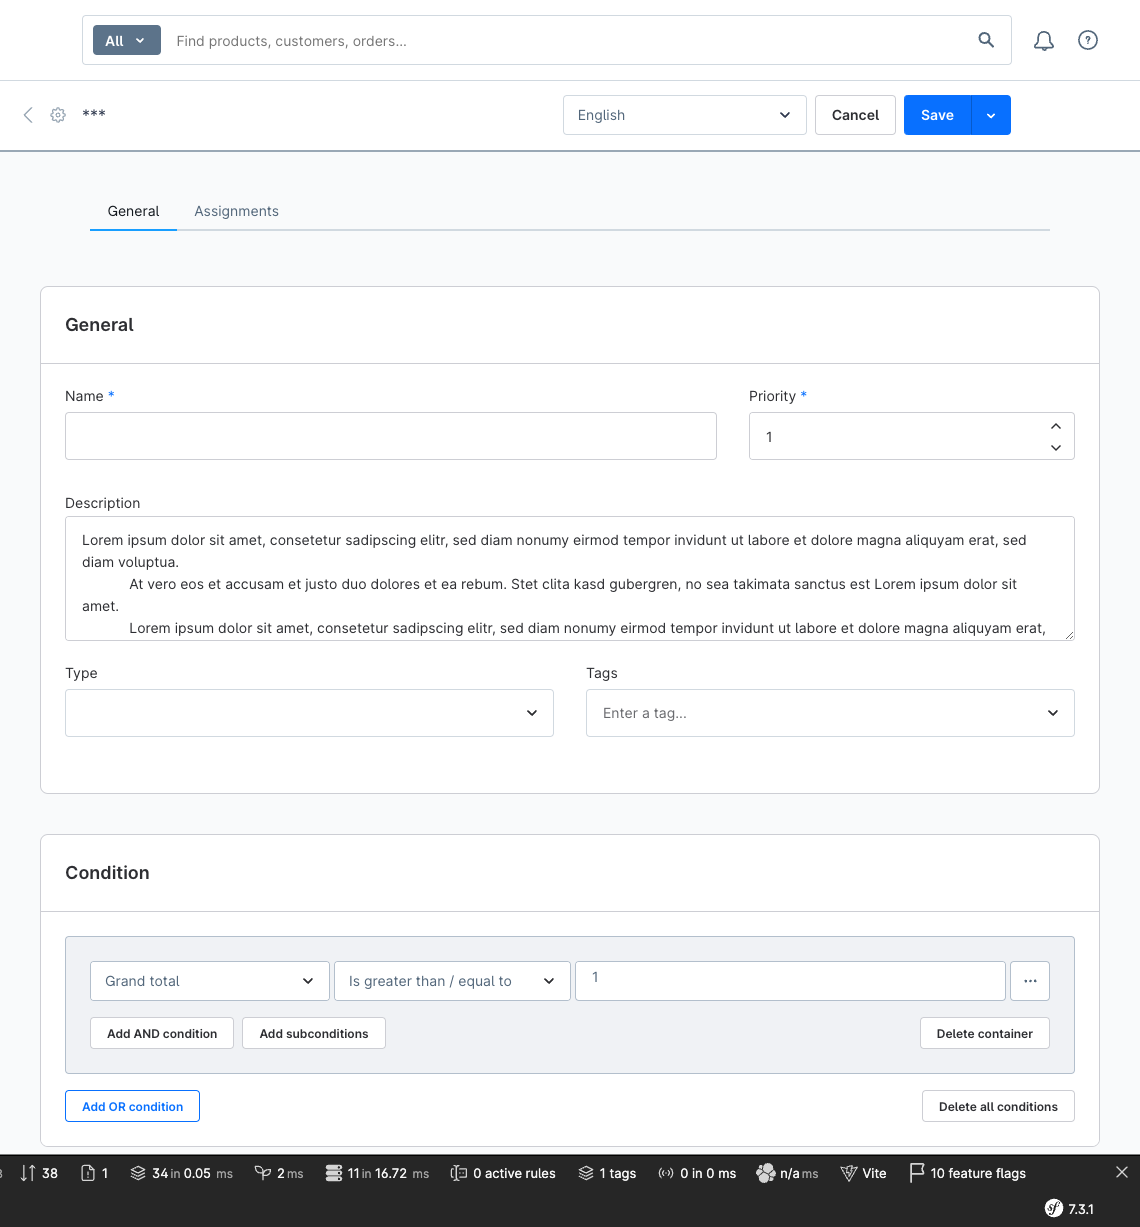 All
Find products, customers, orders...
***
English
Cancel
Save
General
Assignments
General
Name *
Priority *
1
Description
Lorem ipsum dolor sit amet, consetetur sadipscing elitr, sed diam nonumy eirmod tempor invidunt ut labore et dolore magna aliquyam erat, sed
diam voluptua.
At vero eos et accusam et justo duo dolores et ea rebum. Stet clita kasd gubergren, no sea takimata sanctus est Lorem ipsum dolor sit
amet.
Lorem ipsum dolor sit amet, consetetur sadipscing elitr, sed diam nonumy eirmod tempor invidunt ut labore et dolore magna aliquyam erat,
Type
Tags
Enter a tag...
Condition
Grand total
Is greater than / equal to
1
...
Add AND condition
Add subconditions
Delete container
Add OR condition
Delete all conditions
38
1
34 in 0.05 ms
2 ms
11 in 16.72 ms
0 active rules
1 tags
0 in 0 ms
n/a ms
Vite
10 feature flags
7.3.1